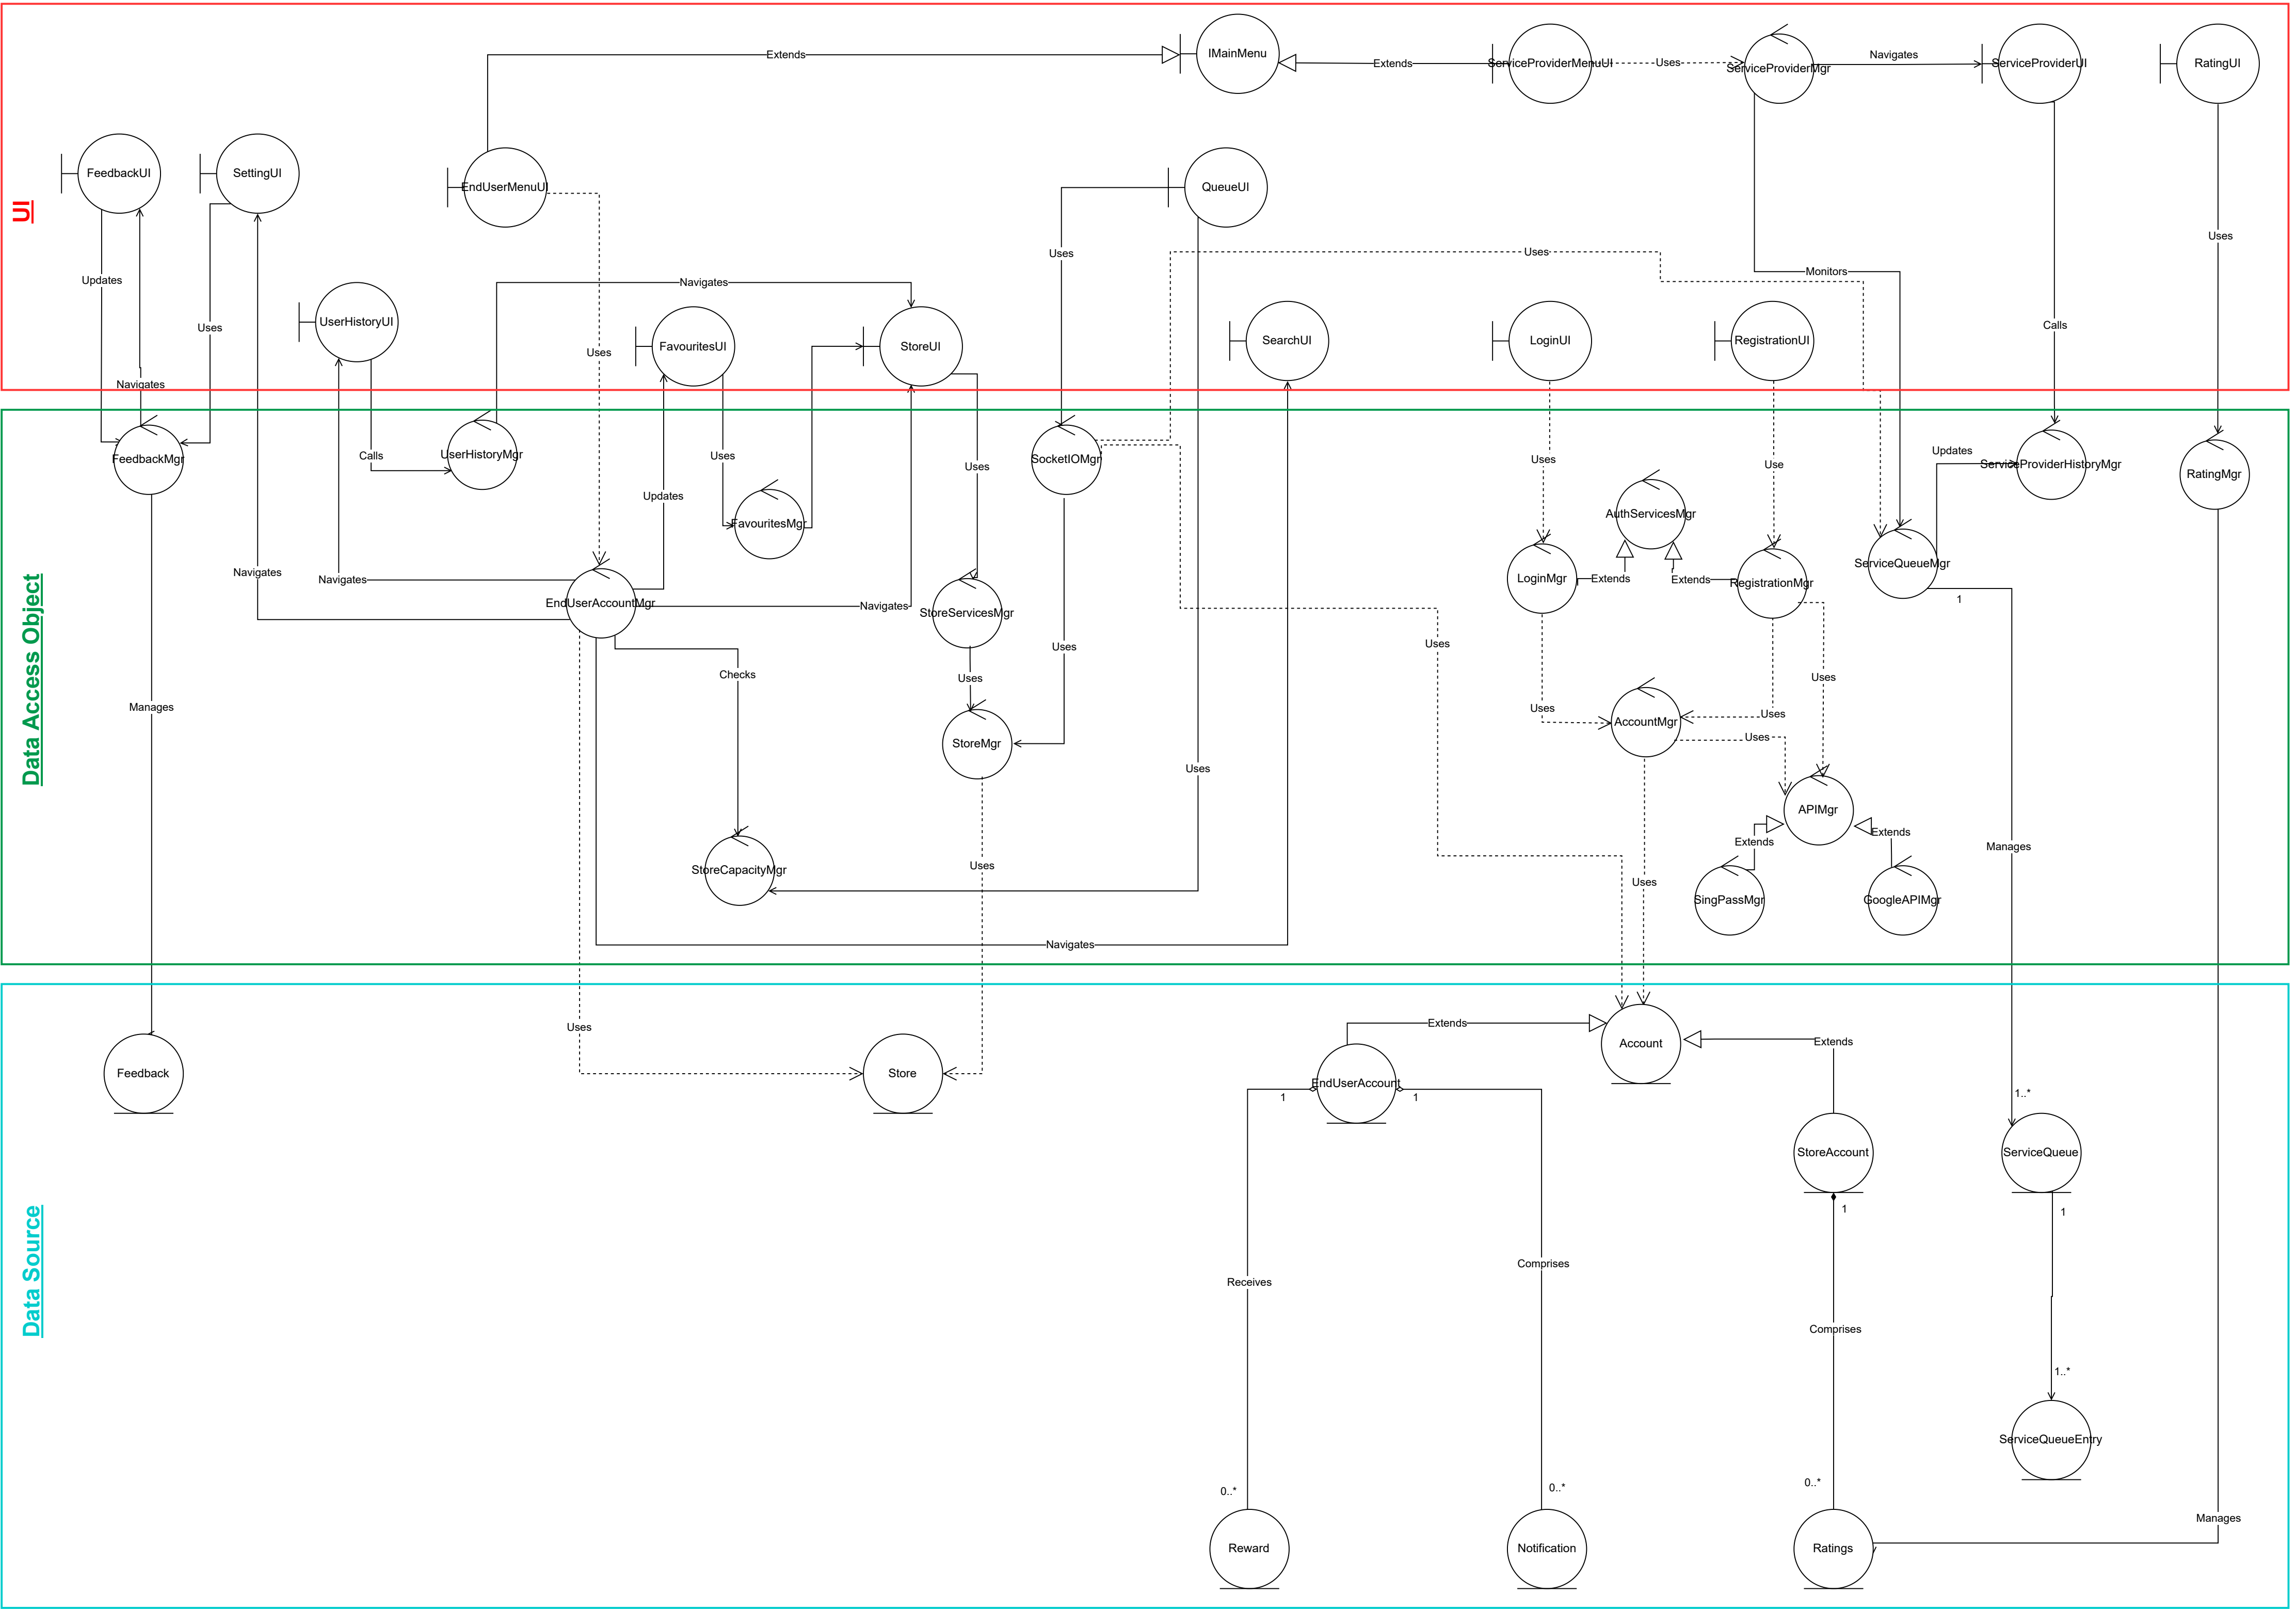 Extends
IMainMenu
Extends
ServiceProviderMenuUI
Uses
ServiceProviderMgr
Navigates
ServiceProviderUI
RatingUI
FeedbackUI
SettingUI
EndUserMenuUI
QueueUI
UI
Updates
Uses
Uses
Monitors
Uses
Navigates
UserHistoryUI
Uses
FavouritesUI
StoreUI
SearchUI
LoginUI
RegistrationUI
Calls
Uses
Navigates
FeedbackMgr
Calls
UserHistoryMgr
Uses
Updates
FavouritesMgr
Uses
SocketIOMgr
Uses
Use
AuthServicesMgr
Updates
ServiceProviderHistoryMgr
RatingMgr
Navigates
Navigates
EndUserAccountMgr
Navigates
StoreServicesMgr
LoginMgr
Extends
Extends
RegistrationMgr
ServiceQueueMgr
1
Data Access Object
Manages
Checks
Uses
Uses
Uses
Uses
Uses
Uses
AccountMgr
Uses
StoreMgr
Uses
APIMgr
Extends
Extends
Manages
StoreCapacityMgr
Uses
Uses
SingPassMgr
GoogleAPIMgr
Navigates
Uses
Extends
Account
Extends
Feedback
Store
EndUserAccount
1
1
1..*
StoreAccount
ServiceQueue
1
1
Data Source
Receives
Comprises
Comprises
1..*
ServiceQueueEntry
0..*
0..*
0..*
Manages
Reward
Notification
Ratings